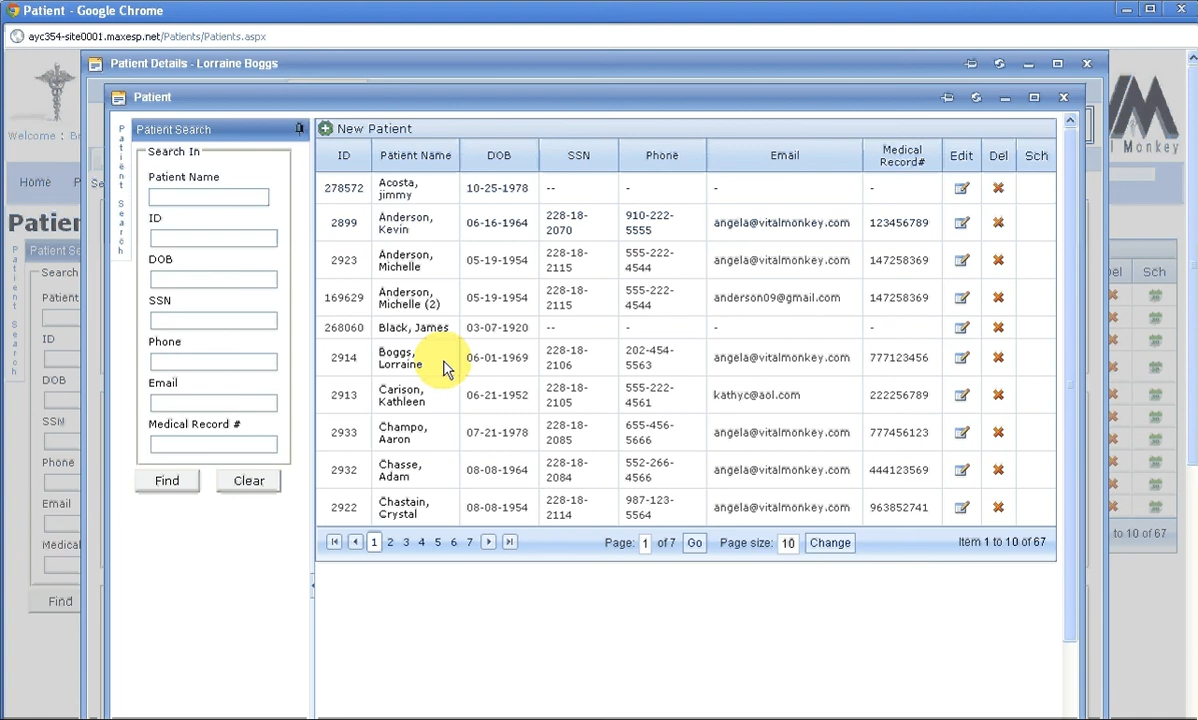 Patient - Google Chrome
ayc354-site0001.maxesp.net/Patients/Patients.aspx
Patient Details - Lorraine Boggs
Patient
Welcome :
Home
Patient Search
Patient Search
Search In
Patient Name
ID
DOB
SSN
Phone
Email
Medical Record #
Find Clear
New Patient
ID Patient Name DOB SSN Phone Email Medical Record# Edit Del Sch
278572 Acosta, jimmy 10-25-1978 -- - - -
2899 Anderson, Kevin 06-16-1964 228-18-2070 910-222-5555 angela@vitalmonkey.com 123456789
2923 Anderson, Michelle 05-19-1954 228-18-2115 555-222-4544 angela@vitalmonkey.com 147258369
169629 Anderson, Michelle (2) 05-19-1954 228-18-2115 555-222-4544 anderson09@gmail.com 147258369
268060 Black, James 03-07-1920 -- - - -
2914 Boggs, Lorraine 06-01-1969 228-18-2106 202-454-5563 angela@vitalmonkey.com 777123456
2913 Carison, Kathleen 06-21-1952 228-18-2105 555-222-4561 kathyc@aol.com 222256789
2933 Champo, Aaron 07-21-1978 228-18-2085 655-456-5666 angela@vitalmonkey.com 777456123
2932 Chasse, Adam 08-08-1964 228-18-2084 552-266-4566 angela@vitalmonkey.com 444123569
2922 Chastain, Crystal 08-08-1954 228-18-2114 987-123-5564 angela@vitalmonkey.com 963852741
1 2 3 4 5 6 7 Page: 1 of 7 Go Page size: 10 Change Item 1 to 10 of 67
Patien
Patient Se
Patient Search
Search
Patient
ID
DOB
SSN
Phone
Email
Medical
Find
Monkey
el Sch
to 10 of 67